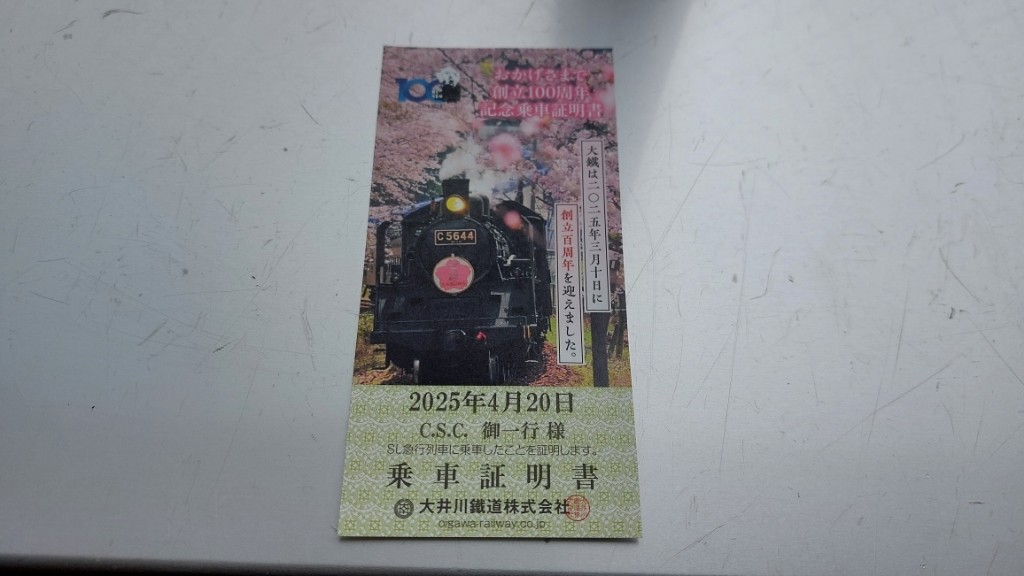 100
おかげさまで
創立100周年
記念乗車証明書
大鐵は二〇二五年三月十日に
創立百周年を迎えました。
C5644
2025年4月20日
C.S.C. 御一行 様
SL急行列車に乗車したことを証明します。
乗車証明書
大井川鐵道株式会社
oigawa-railway.co.jp